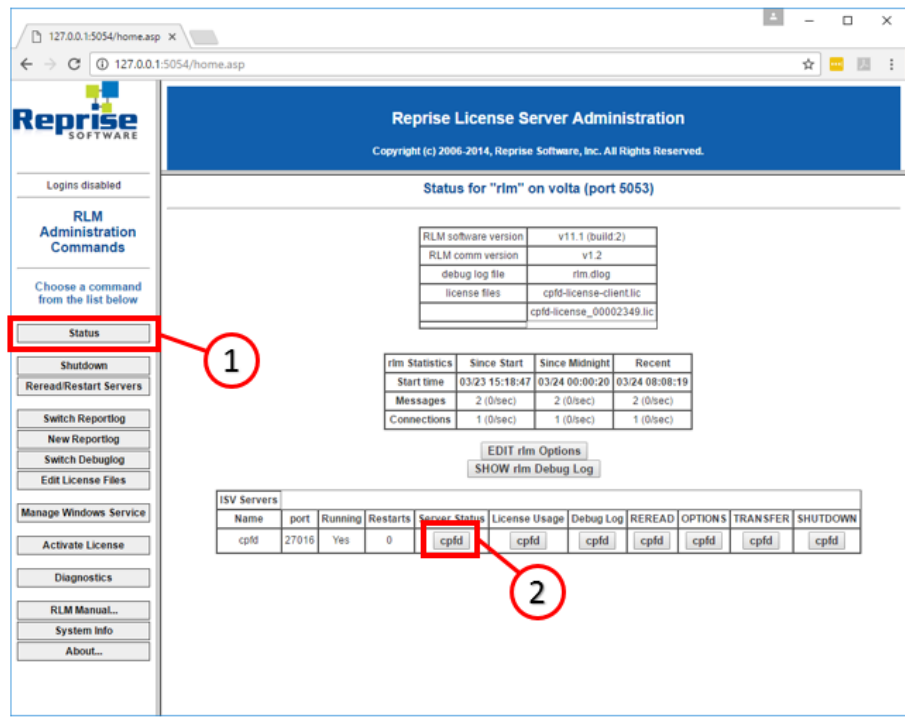 127.0.0.1:5054/home.asp
127.0.0.1:5054/home.asp
Reprise
SOFTWARE
Reprise License Server Administration
Copyright (c) 2006-2014, Reprise Software, Inc. All Rights Reserved.
Logins disabled
RLM
Administration
Commands
Choose a command
from the list below
Status
1
Shutdown
Reread/Restart Servers
Switch Reportlog
New Reportlog
Switch Debuglog
Edit License Files
Manage Windows Service
Activate License
Diagnostics
RLM Manual...
System Info
About...
Status for "rlm" on volta (port 5053)
RLM software version v11.1 (build:2)
RLM comm version v1.2
debug log file rlm.dlog
license files cpfd-license-client.lic
cpfd-license_00002349.lic
rlm Statistics Since Start Since Midnight Recent
Start time 03/23 15:18:47 03/24 00:00:20 03/24 08:08:19
Messages 2 (0/sec) 2 (0/sec) 2 (0/sec)
Connections 1 (0/sec) 1 (0/sec) 1 (0/sec)
EDIT rlm Options
SHOW rlm Debug Log
ISV Servers
Name port Running Restarts Server Status License Usage Debug Log REREAD OPTIONS TRANSFER SHUTDOWN
cpfd 27016 Yes 0 cpfd cpfd cpfd cpfd cpfd cpfd cpfd
2